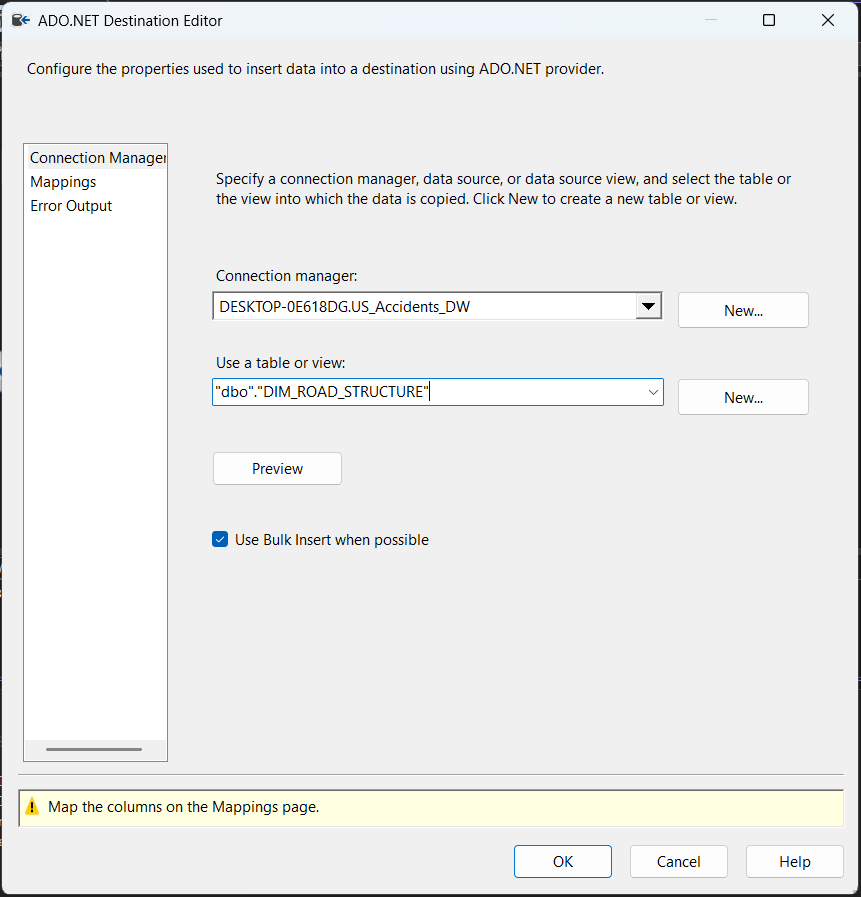 ADO.NET Destination Editor
Configure the properties used to insert data into a destination using ADO.NET provider.
Connection Manager
Mappings
Error Output
Specify a connection manager, data source, or data source view, and select the table or
the view into which the data is copied. Click New to create a new table or view.
Connection manager:
DESKTOP-0E618DG.US_Accidents_DW
New...
Use a table or view:
"dbo"."DIM_ROAD_STRUCTURE"
New...
Preview
Use Bulk Insert when possible
Map the columns on the Mappings page.
OK
Cancel
Help